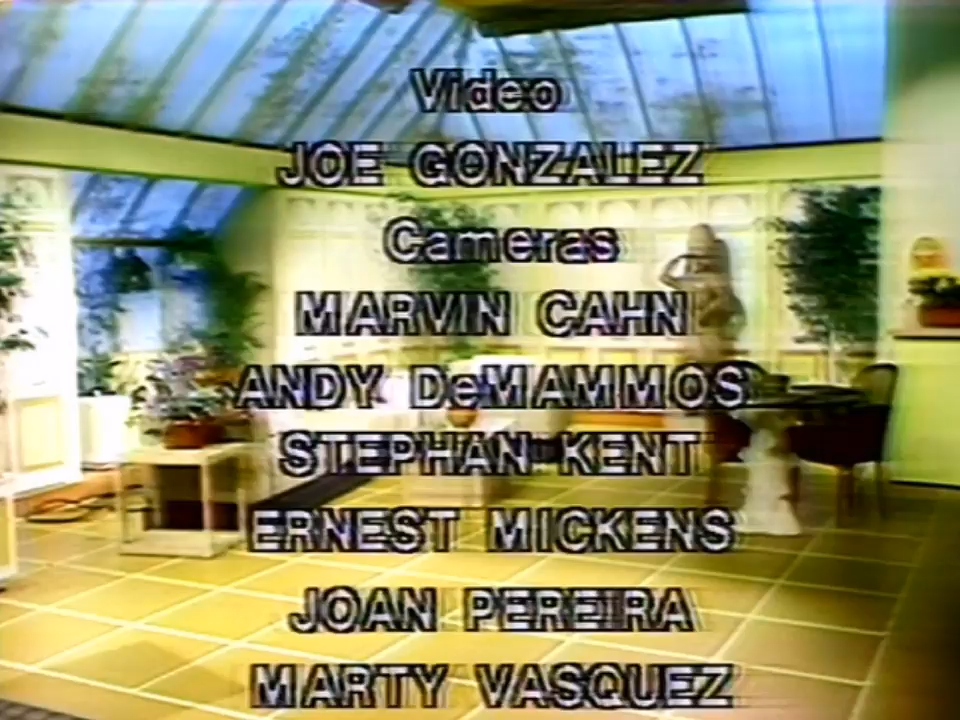 Video
JOE GONZALEZ
Cameras
MARVIN CAHN
ANDY DeMAMMOS
STEPHAN KENT
ERNEST MICKENS
JOAN PEREIRA
MARTY VASQUEZ